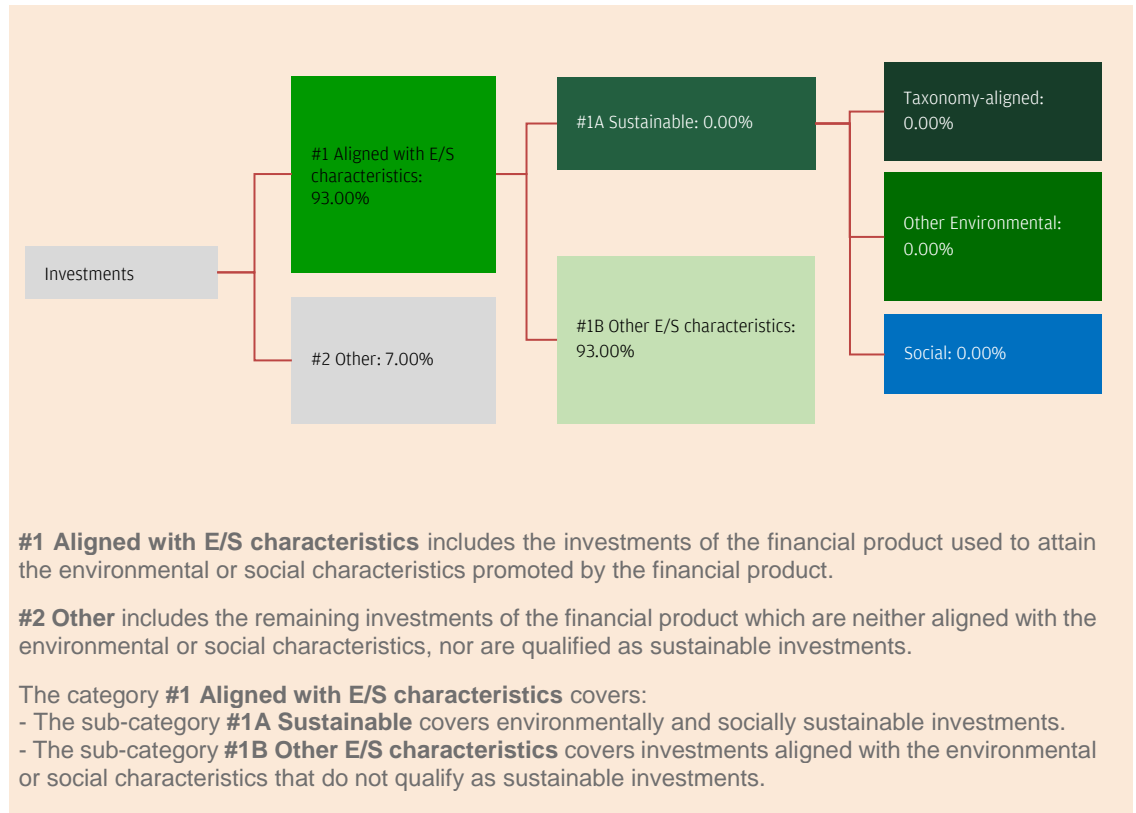 Investments
#1 Aligned with E/S
characteristics:
93.00%
#2 Other: 7.00%
#1A Sustainable: 0.00%
#1B Other E/S characteristics:
93.00%
Taxonomy-aligned:
0.00%
Other Environmental:
0.00%
Social: 0.00%
#1 Aligned with E/S characteristics includes the investments of the financial product used to attain
the environmental or social characteristics promoted by the financial product.
#2 Other includes the remaining investments of the financial product which are neither aligned with the
environmental or social characteristics, nor are qualified as sustainable investments.
The category #1 Aligned with E/S characteristics covers:
- The sub-category #1A Sustainable covers environmentally and socially sustainable investments.
- The sub-category #1B Other E/S characteristics covers investments aligned with the environmental
or social characteristics that do not qualify as sustainable investments.